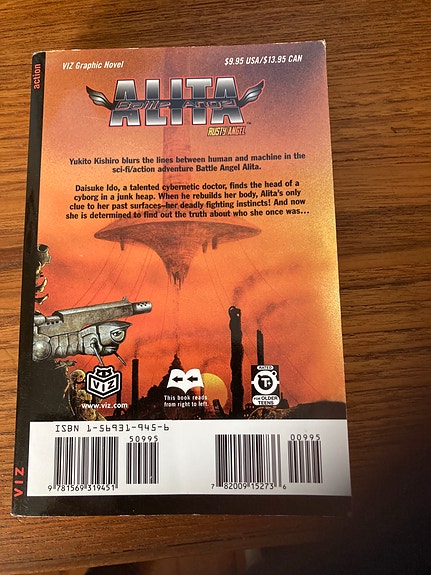 action
VIZ Graphic Novel
$9.95 USA/$13.95 CAN
ALITA
Battle Angel
RUSTY ANGEL
Yukito Kishiro blurs the lines between human and machine in the
sci-fi/action adventure Battle Angel Alita.
Daisuke Ido, a talented cybernetic doctor, finds the head of a
cyborg in a junk heap. When he rebuilds her body, Alita's only
clue to her past surfaces–her deadly fighting instincts! And now
she is determined to find out the truth about who she once was...
VIZ
www.viz.com
This book reads
from right to left.
RATED
T+
FOR OLDER
TEENS
ISBN 1-56931-945-6
50995
9 781569 319451
00995
7 82009 15273 6
VIZ